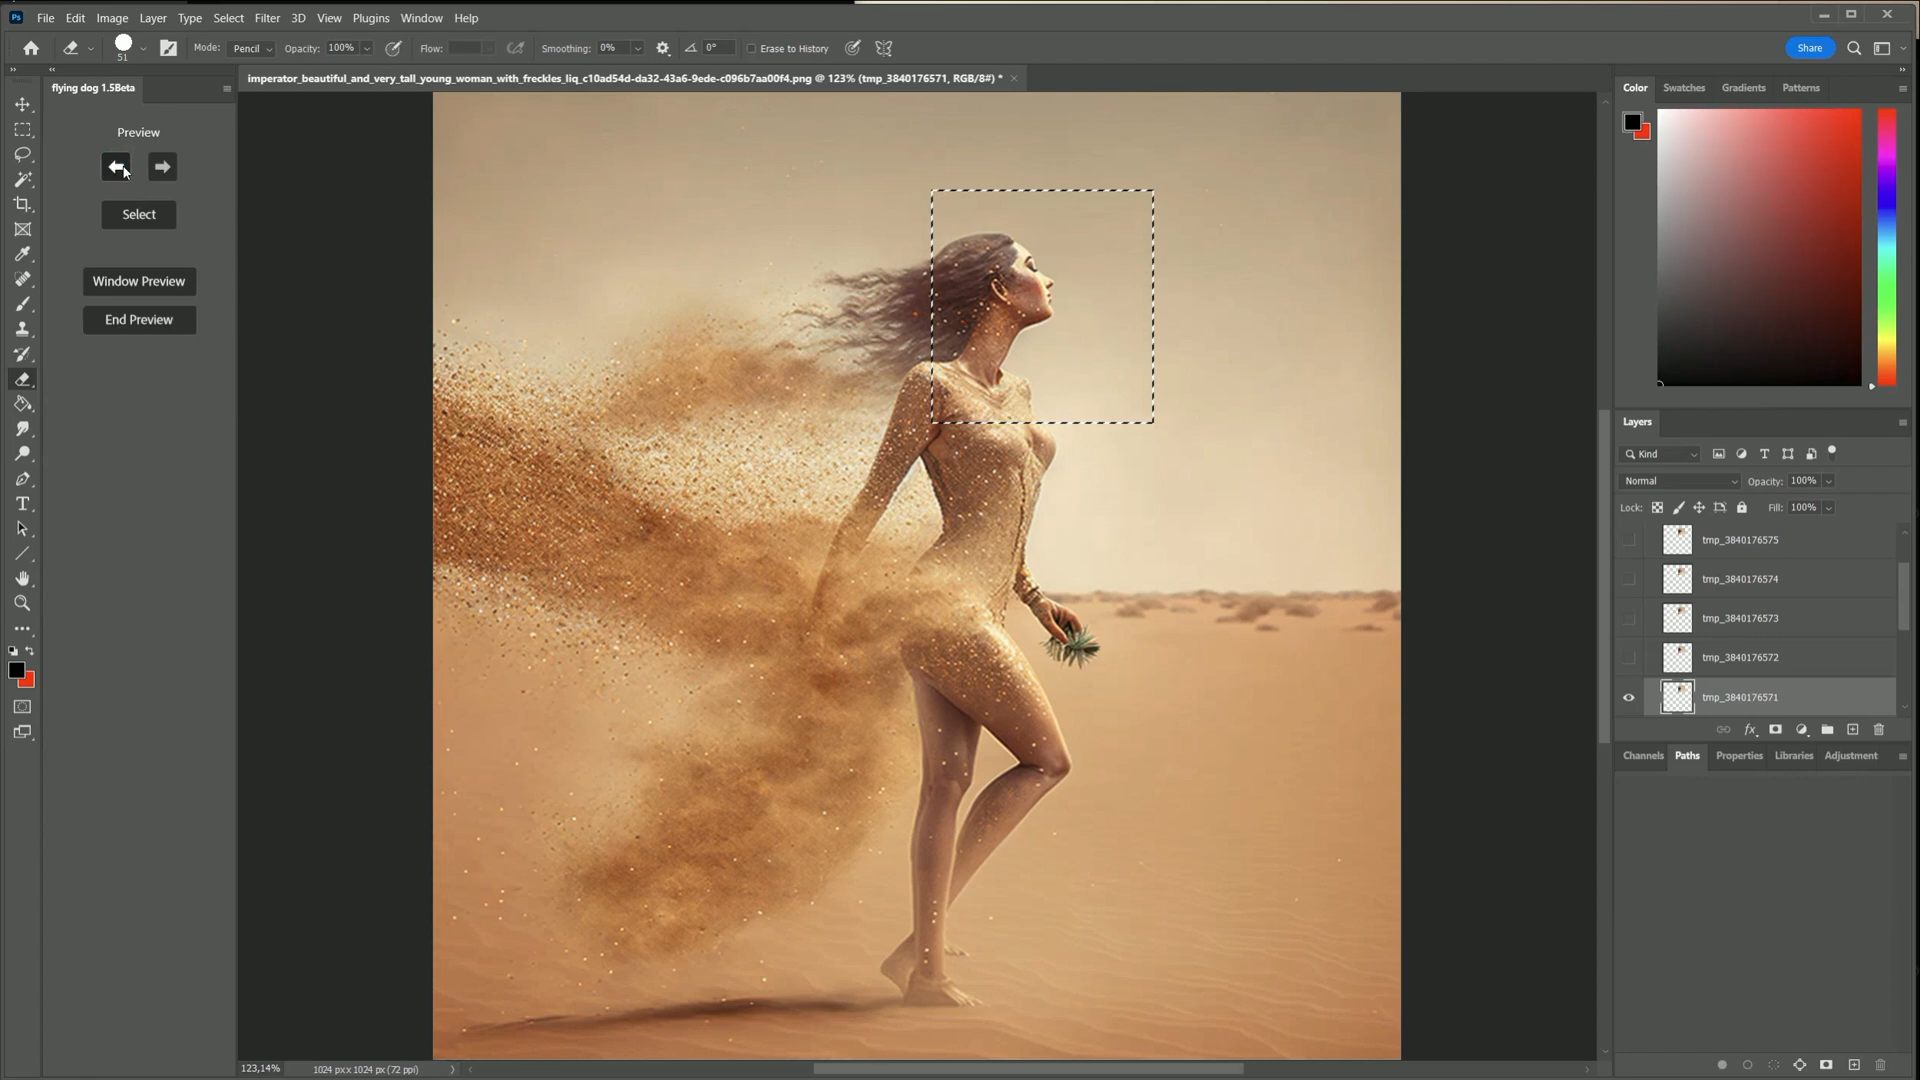 Ps File Edit Image Layer Type Select Filter 3D View Plugins Window Help
51 Mode: Pencil Opacity: 100% Flow: Smoothing: 0% 0° Erase to History Share
flying dog 1.5Beta
imperator_beautiful_and_very_tall_young_woman_with_freckles_liq_c10ad54d-da32-43a6-9ede-c096b7aa00f4.png @ 123% (tmp_3840176571, RGB/8#) *
Color Swatches Gradients Patterns
Preview
Select
Window Preview
End Preview
Layers
Kind
Normal Opacity: 100%
Lock: Fill: 100%
tmp_3840176575
tmp_3840176574
tmp_3840176573
tmp_3840176572
tmp_3840176571
fx
Channels Paths Properties Libraries Adjustment
123,14% 1024 px x 1024 px (72 ppi)